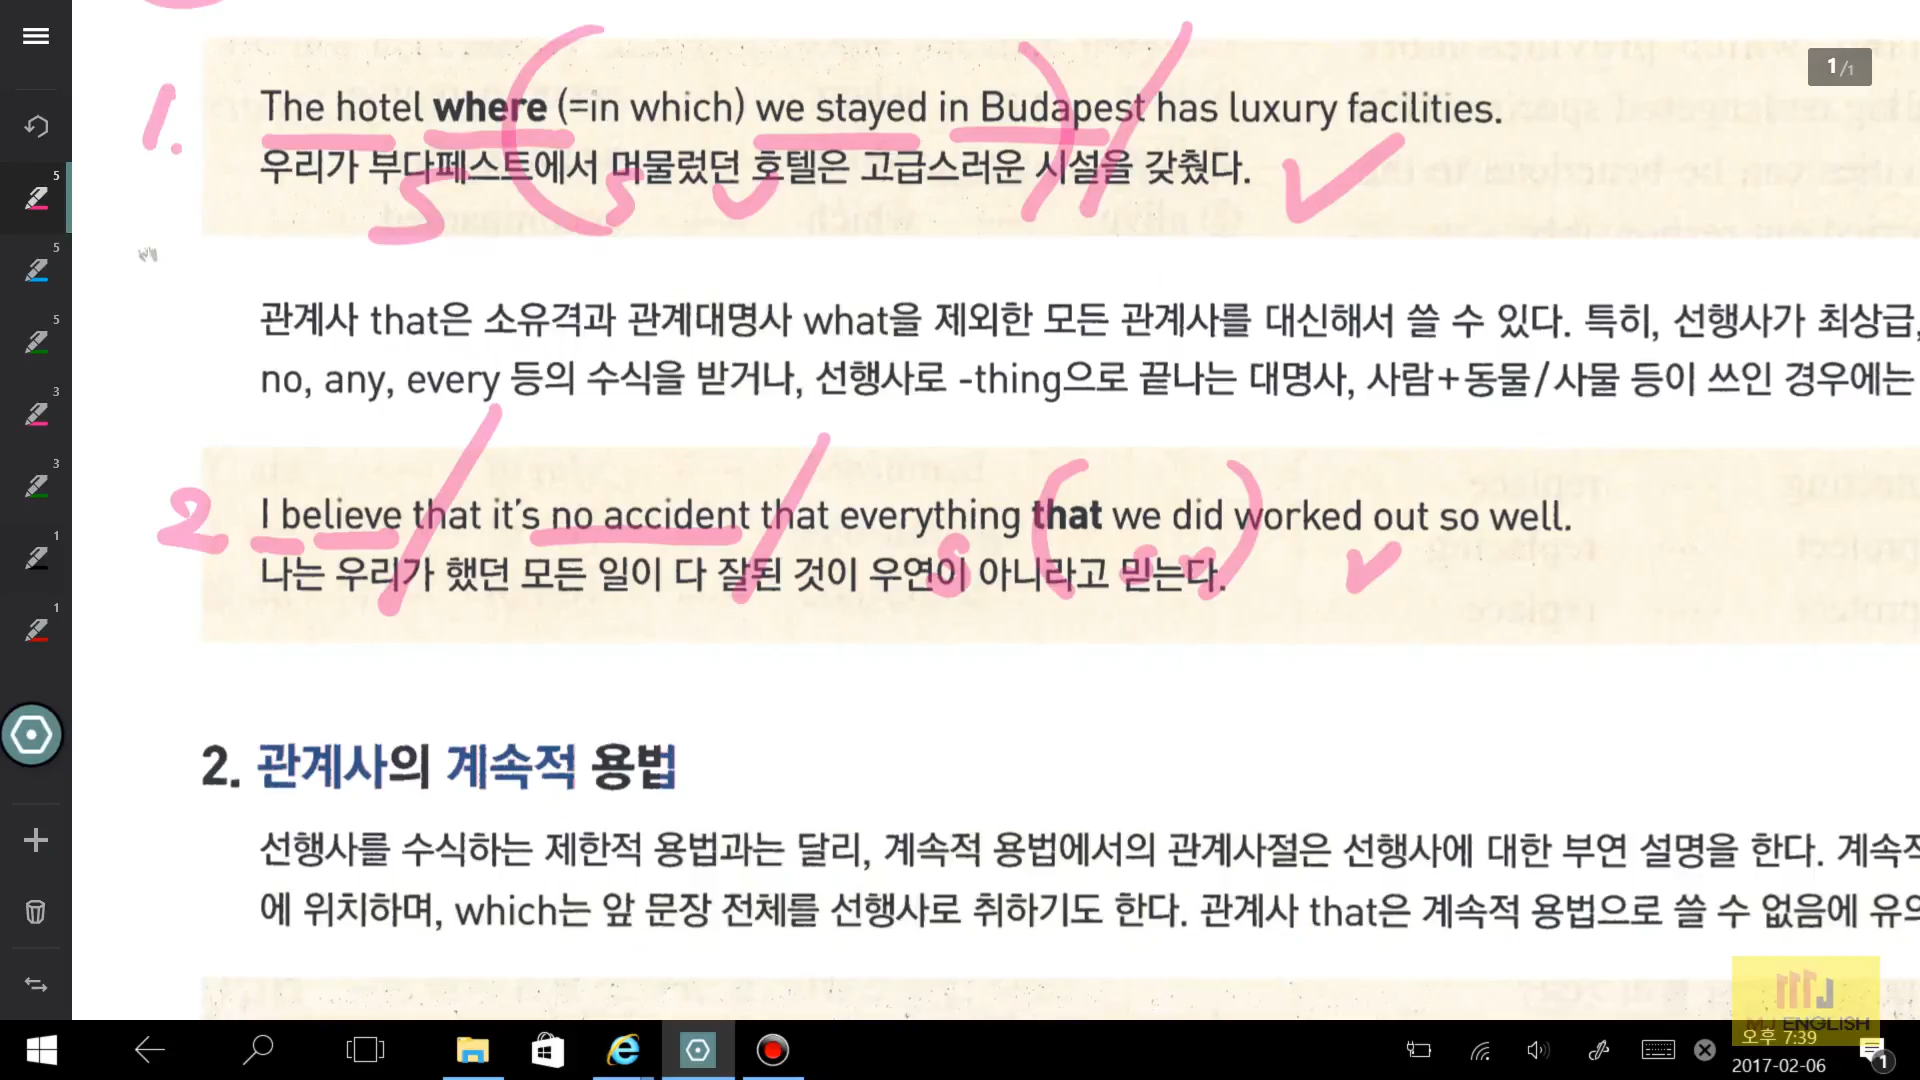 1/1
1.
The hotel where (=in which) we stayed in Budapest has luxury facilities.
우리가 부다페스트에서 머물렀던 호텔은 고급스러운 시설을 갖췄다.
S S V
관계사 that은 소유격과 관계대명사 what을 제외한 모든 관계사를 대신해서 쓸 수 있다. 특히, 선행사가 최상급,
no, any, every 등의 수식을 받거나, 선행사로 -thing으로 끝나는 대명사, 사람+동물/사물 등이 쓰인 경우에는
2
I believe that it's no accident that everything that we did worked out so well.
나는 우리가 했던 모든 일이 다 잘된 것이 우연이 아니라고 믿는다.
S S V
2. 관계사의 계속적 용법
선행사를 수식하는 제한적 용법과는 달리, 계속적 용법에서의 관계사절은 선행사에 대한 부연 설명을 한다. 계속적
에 위치하며, which는 앞 문장 전체를 선행사로 취하기도 한다. 관계사 that은 계속적 용법으로 쓸 수 없음에 유의
5
5
5
3
3
1
1
MJ ENGLISH
오후 7:39
2017-02-06
1